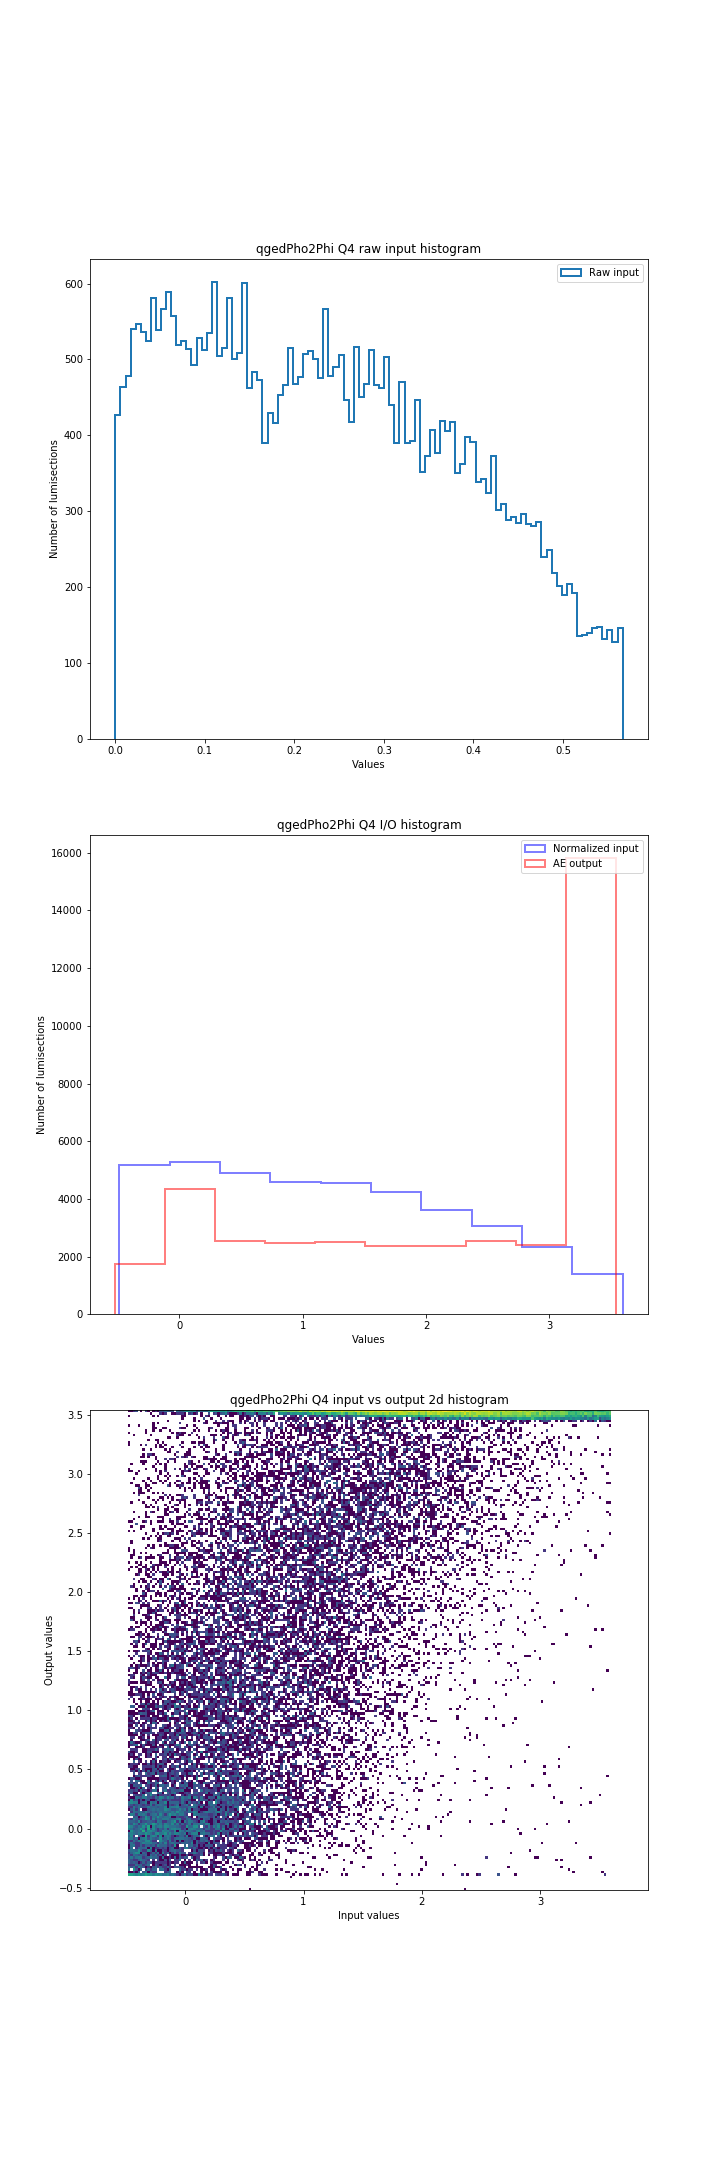 qgedPho2Phi Q4 raw input histogram
Raw input
600
500
400
300
200
100
0
Number of lumisections
0.0 0.1 0.2 0.3 0.4 0.5
Values
qgedPho2Phi Q4 I/O histogram
Normalized input
AE output
16000
14000
12000
10000
8000
6000
4000
2000
0
Number of lumisections
0 1 2 3
Values
qgedPho2Phi Q4 input vs output 2d histogram
3.5
3.0
2.5
2.0
1.5
1.0
0.5
0.0
−0.5
Output values
0 1 2 3
Input values